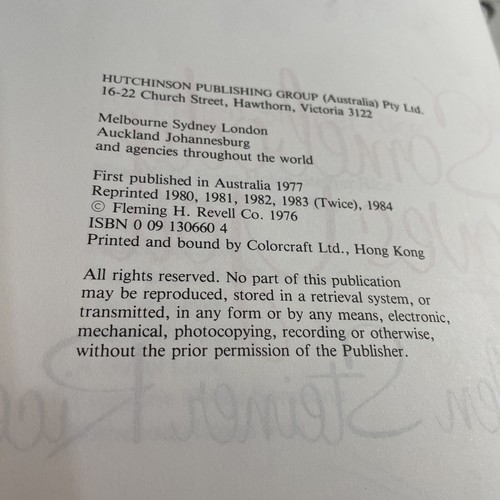 HUTCHINSON PUBLISHING GROUP (Australia) Pty Ltd.
16-22 Church Street, Hawthorn, Victoria 3122
Melbourne Sydney London
Auckland Johannesburg
and agencies throughout the world
First published in Australia 1977
Reprinted 1980, 1981, 1982, 1983 (Twice), 1984
© Fleming H. Revell Co. 1976
ISBN 0 09 130660 4
Printed and bound by Colorcraft Ltd., Hong Kong
All rights reserved. No part of this publication
may be reproduced, stored in a retrieval system, or
transmitted, in any form or by any means, electronic,
mechanical, photocopying, recording or otherwise,
without the prior permission of the Publisher.